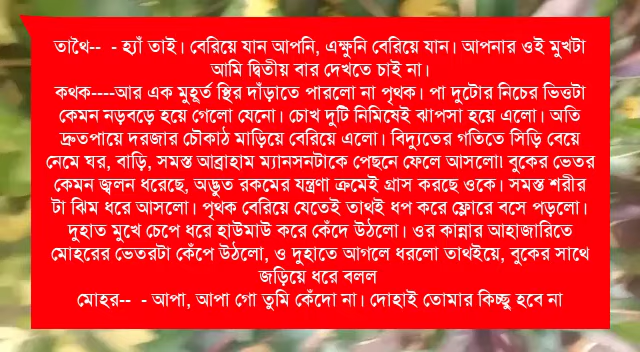 তাথৈ-- - হ্যাঁ তাই। বেরিয়ে যান আপনি, এক্ষুনি বেরিয়ে যান। আপনার ওই মুখটা
আমি দ্বিতীয় বার দেখতে চাই না।
কথক----আর এক মুহূর্ত স্থির দাঁড়াতে পারলো না পৃথক। পা দুটোর নিচের ভিত্তটা
কেমন নড়বড়ে হয়ে গেলো যেনো। চোখ দুটি নিমিষেই ঝাপসা হয়ে এলো। অতি
দ্রুতপায়ে দরজার চৌকাঠ মাড়িয়ে বেরিয়ে এলো। বিদ্যুতের গতিতে সিড়ি বেয়ে
নেমে ঘর, বাড়ি, সমস্ত আব্রাহাম ম্যানসনটাকে পেছনে ফেলে আসলো৷ বুকের ভেতর
কেমন জ্বলন ধরেছে, অদ্ভুত রকমের যন্ত্রণা ক্রমেই গ্রাস করছে ওকে। সমস্ত শরীর
টা ঝিম ধরে আসলো। পৃথক বেরিয়ে যেতেই তাথই ধপ করে ফ্লোরে বসে পড়লো।
দুহাত মুখে চেপে ধরে হাউমাউ করে কেঁদে উঠলো। ওর কান্নার আহাজারিতে
মোহরের ভেতরটা কেঁপে উঠলো, ও দুহাতে আগলে ধরলো তাথইয়ে, বুকের সাথে
জড়িয়ে ধরে বলল
মোহর-- - আপা, আপা গো তুমি কেঁদো না। দোহাই তোমার কিচ্ছু হবে না